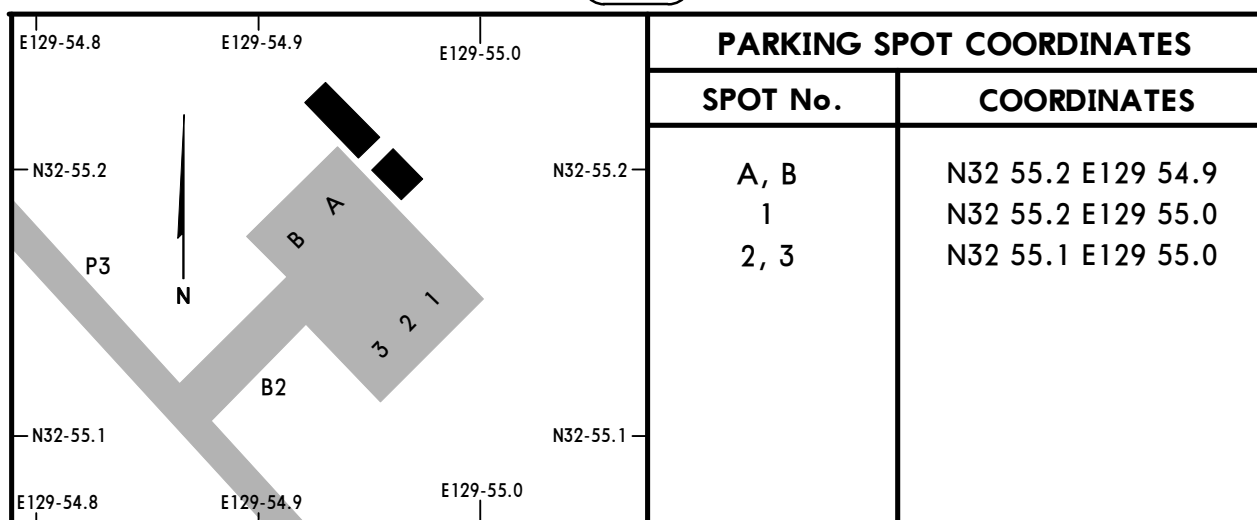 E129-54.8 E129-54.9 E129-55.0
N32-55.2 N32-55.2
A
B
P3
N
1
2
3
B2
N32-55.1 N32-55.1
E129-54.8 E129-54.9 E129-55.0
PARKING SPOT COORDINATES
SPOT No. COORDINATES
A, B N32 55.2 E129 54.9
1 N32 55.2 E129 55.0
2, 3 N32 55.1 E129 55.0